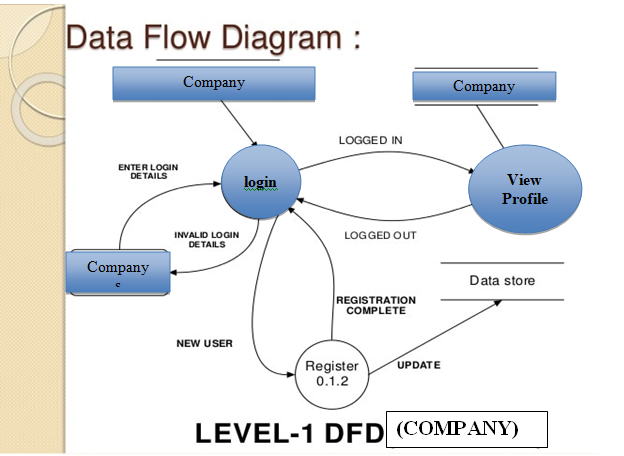 Data Flow Diagram :
Company
Company
LOGGED IN
ENTER LOGIN
DETAILS
login
View
Profile
INVALID LOGIN
DETAILS
LOGGED OUT
Company
Data store
REGISTRATION
COMPLETE
NEW USER
Register
0.1.2
UPDATE
LEVEL-1 DFD (COMPANY)